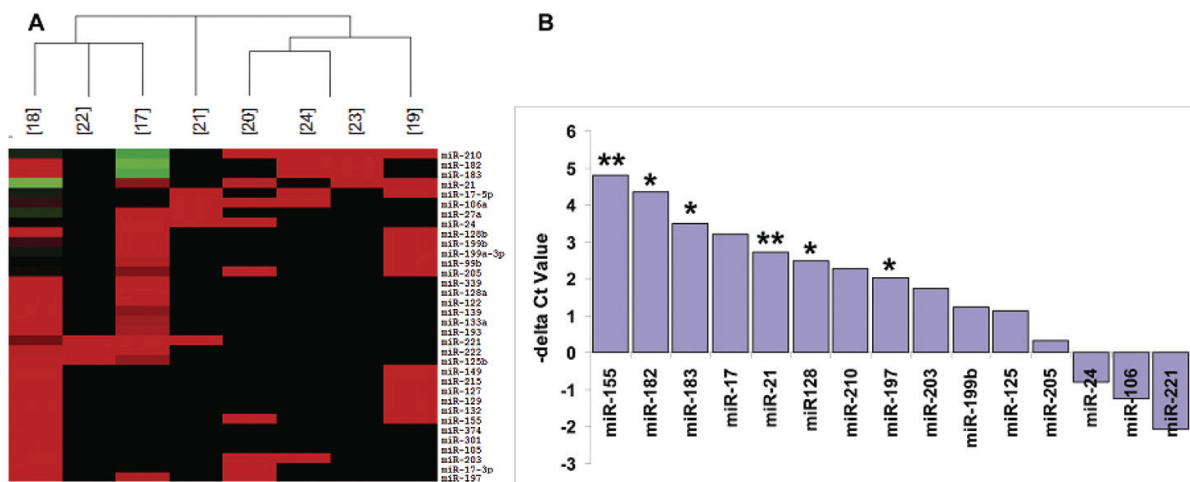 A
[18] [22] [17] [21] [20] [24] [23] [19]
miR-210
miR-182
miR-183
miR-21
miR-17-5p
miR-106a
miR-27a
miR-24
miR-128b
miR-199b
miR-199a-3p
miR-99b
miR-205
miR-339
miR-128a
miR-122
miR-139
miR-133a
miR-193
miR-221
miR-222
miR-125b
miR-149
miR-215
miR-127
miR-129
miR-132
miR-155
miR-374
miR-301
miR-105
miR-203
miR-17-3p
miR-197
B
-delta Ct Value
6
5
4
3
2
1
0
-1
-2
-3
** * * ** * *
miR-155 miR-182 miR-183 miR-17 miR-21 miR128 miR-210 miR-197 miR-203 miR-199b miR-125 miR-205 miR-24 miR-106 miR-221